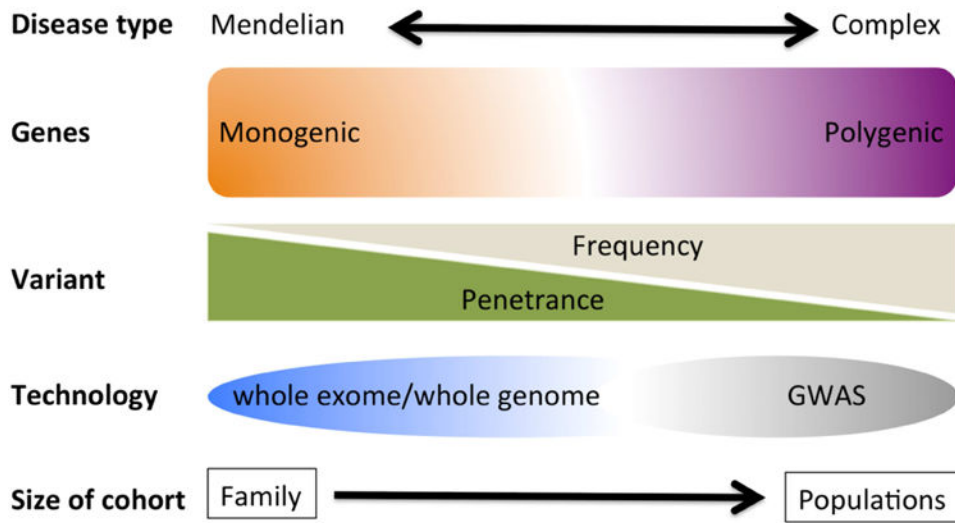 Disease type Mendelian Complex
Genes Monogenic Polygenic
Frequency
Variant
Penetrance
Technology whole exome/whole genome GWAS
Size of cohort Family Populations